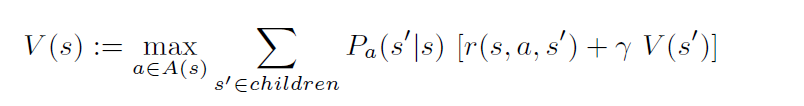 V(s) := max_{a∈A(s)} ∑_{s′∈children} P_a(s′|s) [r(s, a, s′) + γ V(s′)]